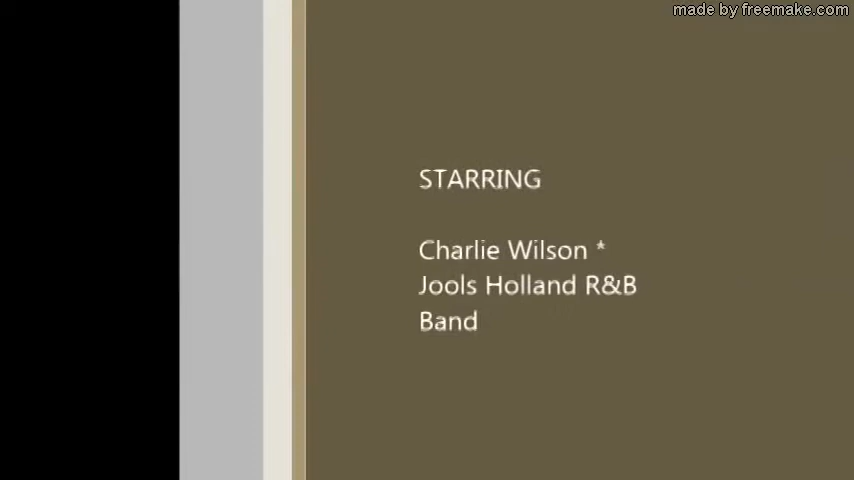 made by freemake.com
STARRING
Charlie Wilson *
Jools Holland R&B
Band